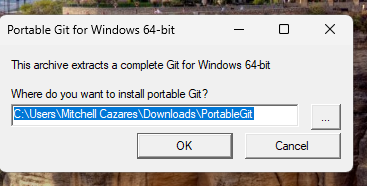 Portable Git for Windows 64-bit
This archive extracts a complete Git for Windows 64-bit
Where do you want to install portable Git?
C:\Users\Mitchell Cazares\Downloads\PortableGit
...
OK
Cancel